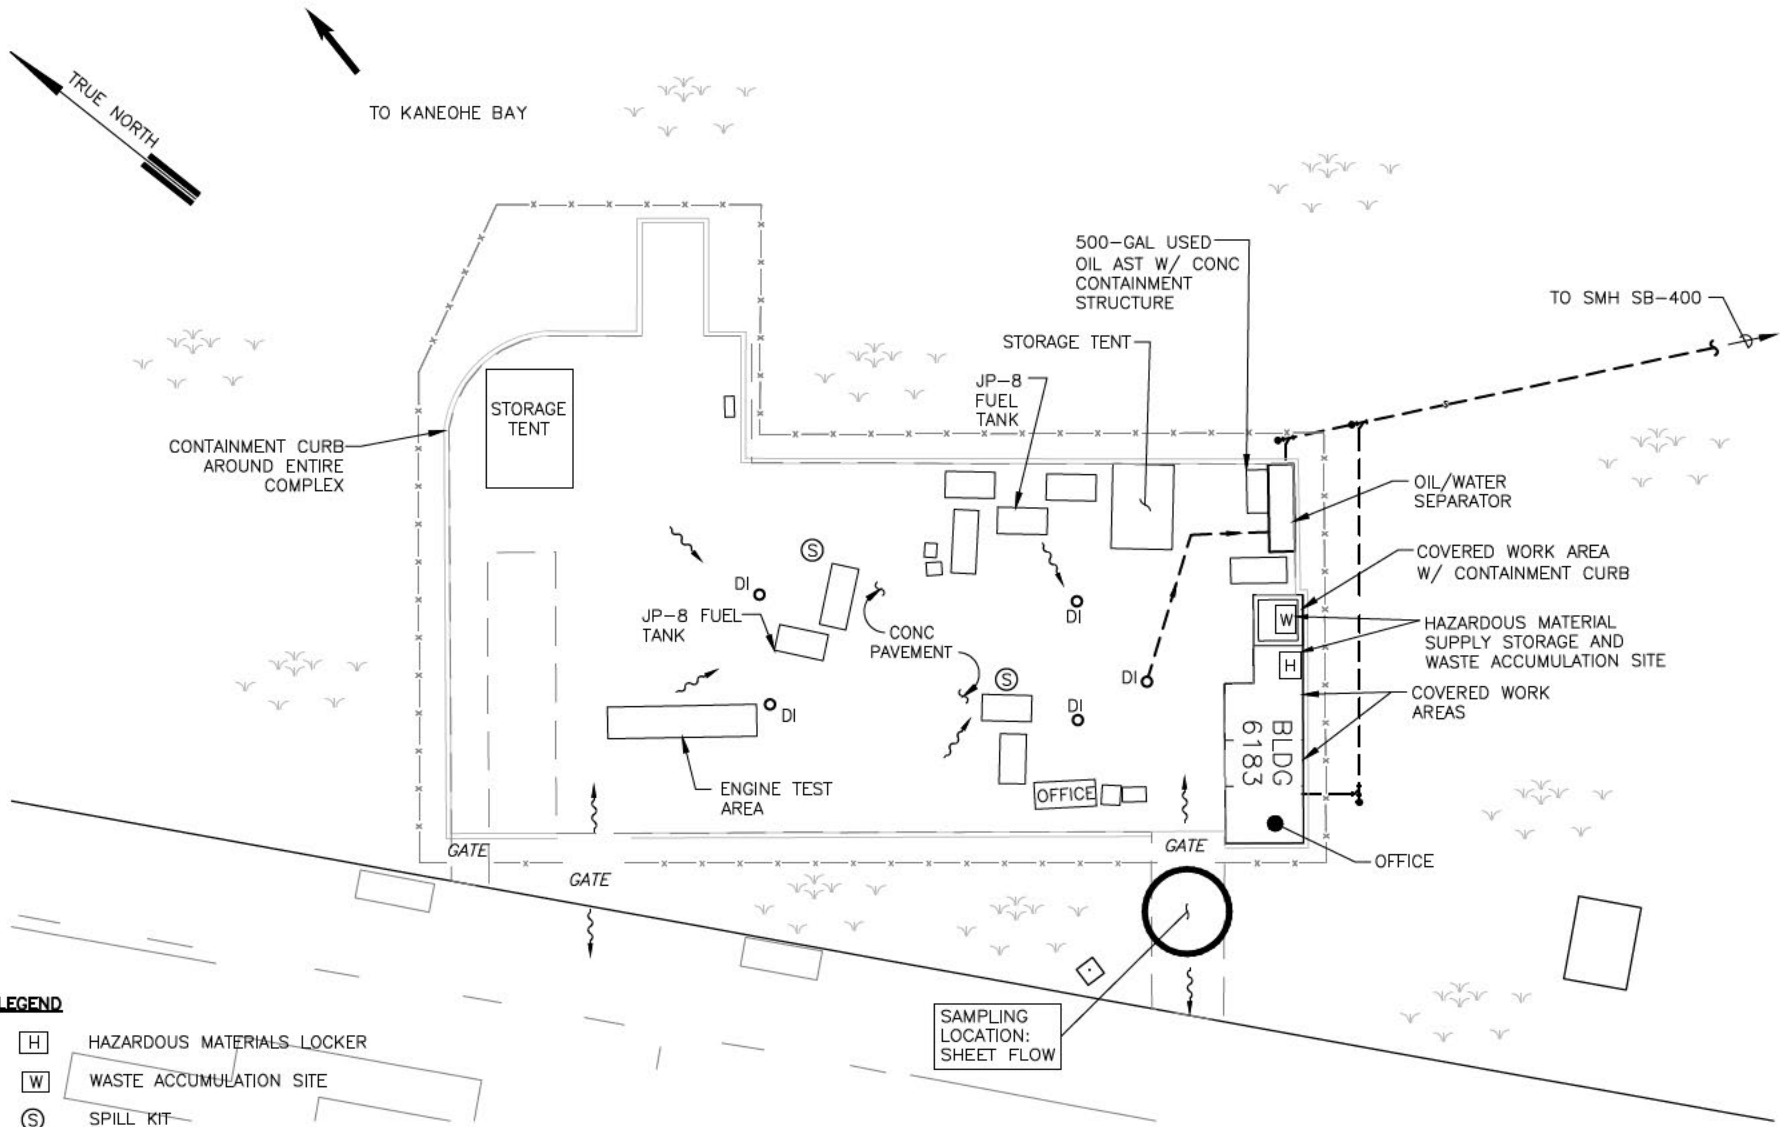 TRUE NORTH
TO KANEOHE BAY
500-GAL USED
OIL AST W/ CONC
CONTAINMENT
STRUCTURE
TO SMH SB-400
STORAGE TENT
JP-8
FUEL
TANK
STORAGE
TENT
CONTAINMENT CURB
AROUND ENTIRE
COMPLEX
OIL/WATER
SEPARATOR
S
COVERED WORK AREA
W/ CONTAINMENT CURB
DI
DI
JP-8 FUEL
TANK
CONC
PAVEMENT
W
HAZARDOUS MATERIAL
SUPPLY STORAGE AND
WASTE ACCUMULATION SITE
H
S
DI
DI
DI
COVERED WORK
AREAS
BLDG
6183
ENGINE TEST
AREA
OFFICE
GATE
GATE
GATE
OFFICE
SAMPLING
LOCATION:
SHEET FLOW
LEGEND
H HAZARDOUS MATERIALS LOCKER
W WASTE ACCUMULATION SITE
S SPILL KIT